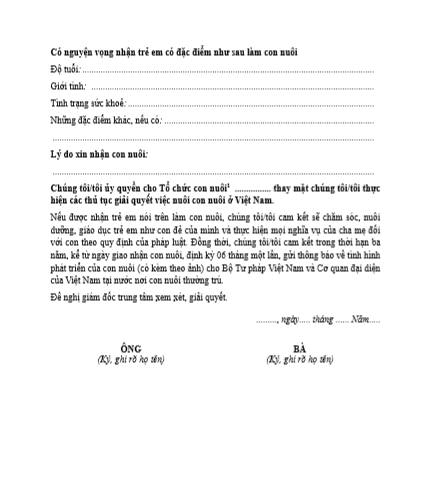 Có nguyện vọng nhận trẻ em có đặc điểm như sau làm con nuôi
Độ tuổi: ................................................................................................
Giới tính: ..............................................................................................
Tình trạng sức khoẻ: ..................................................................................
Những đặc điểm khác, nếu có: .....................................................................
..........................................................................................................
Lý do xin nhận con nuôi:
..........................................................................................................
Chúng tôi/tôi ủy quyền cho Tổ chức con nuôi¹ ................ thay mặt chúng tôi/tôi thực
hiện các thủ tục giải quyết việc nuôi con nuôi ở Việt Nam.
Nếu được nhận trẻ em nói trên làm con nuôi, chúng tôi/tôi cam kết sẽ chăm sóc, nuôi
dưỡng, giáo dục trẻ em như con đẻ của mình và thực hiện mọi nghĩa vụ của cha mẹ đối
với con theo quy định của pháp luật. Đồng thời, chúng tôi/tôi cam kết trong thời hạn ba
năm, kể từ ngày giao nhận con nuôi, định kỳ 06 tháng một lần, gửi thông báo về tình hình
phát triển của con nuôi (có kèm theo ảnh) cho Bộ Tư pháp Việt Nam và Cơ quan đại diện
của Việt Nam tại nước nơi con nuôi thường trú.
Đề nghị giám đốc trung tâm xem xét, giải quyết.
........., ngày..... tháng ...... Năm.....
ÔNG BÀ
(Ký, ghi rõ họ tên) (Ký, ghi rõ họ tên)